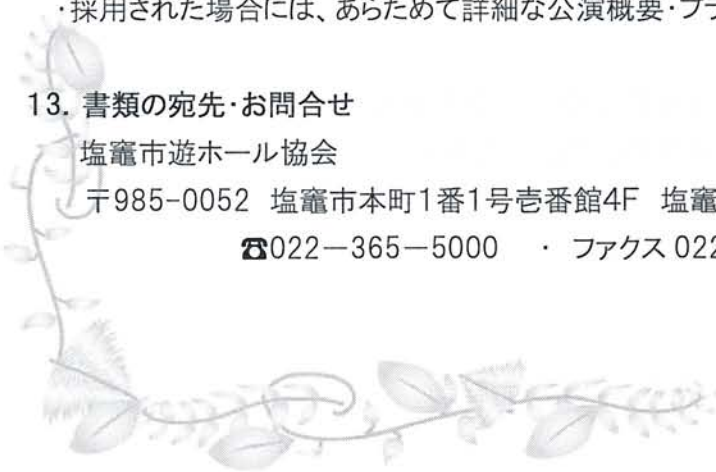 ・採用された場合には、あらためて詳細な公演概要・プ
13. 書類の宛先・お問合せ
塩竈市遊ホール協会
〒985-0052 塩竈市本町1番1号壱番館4F 塩竈
☎022－365－5000 ・ ファクス 022